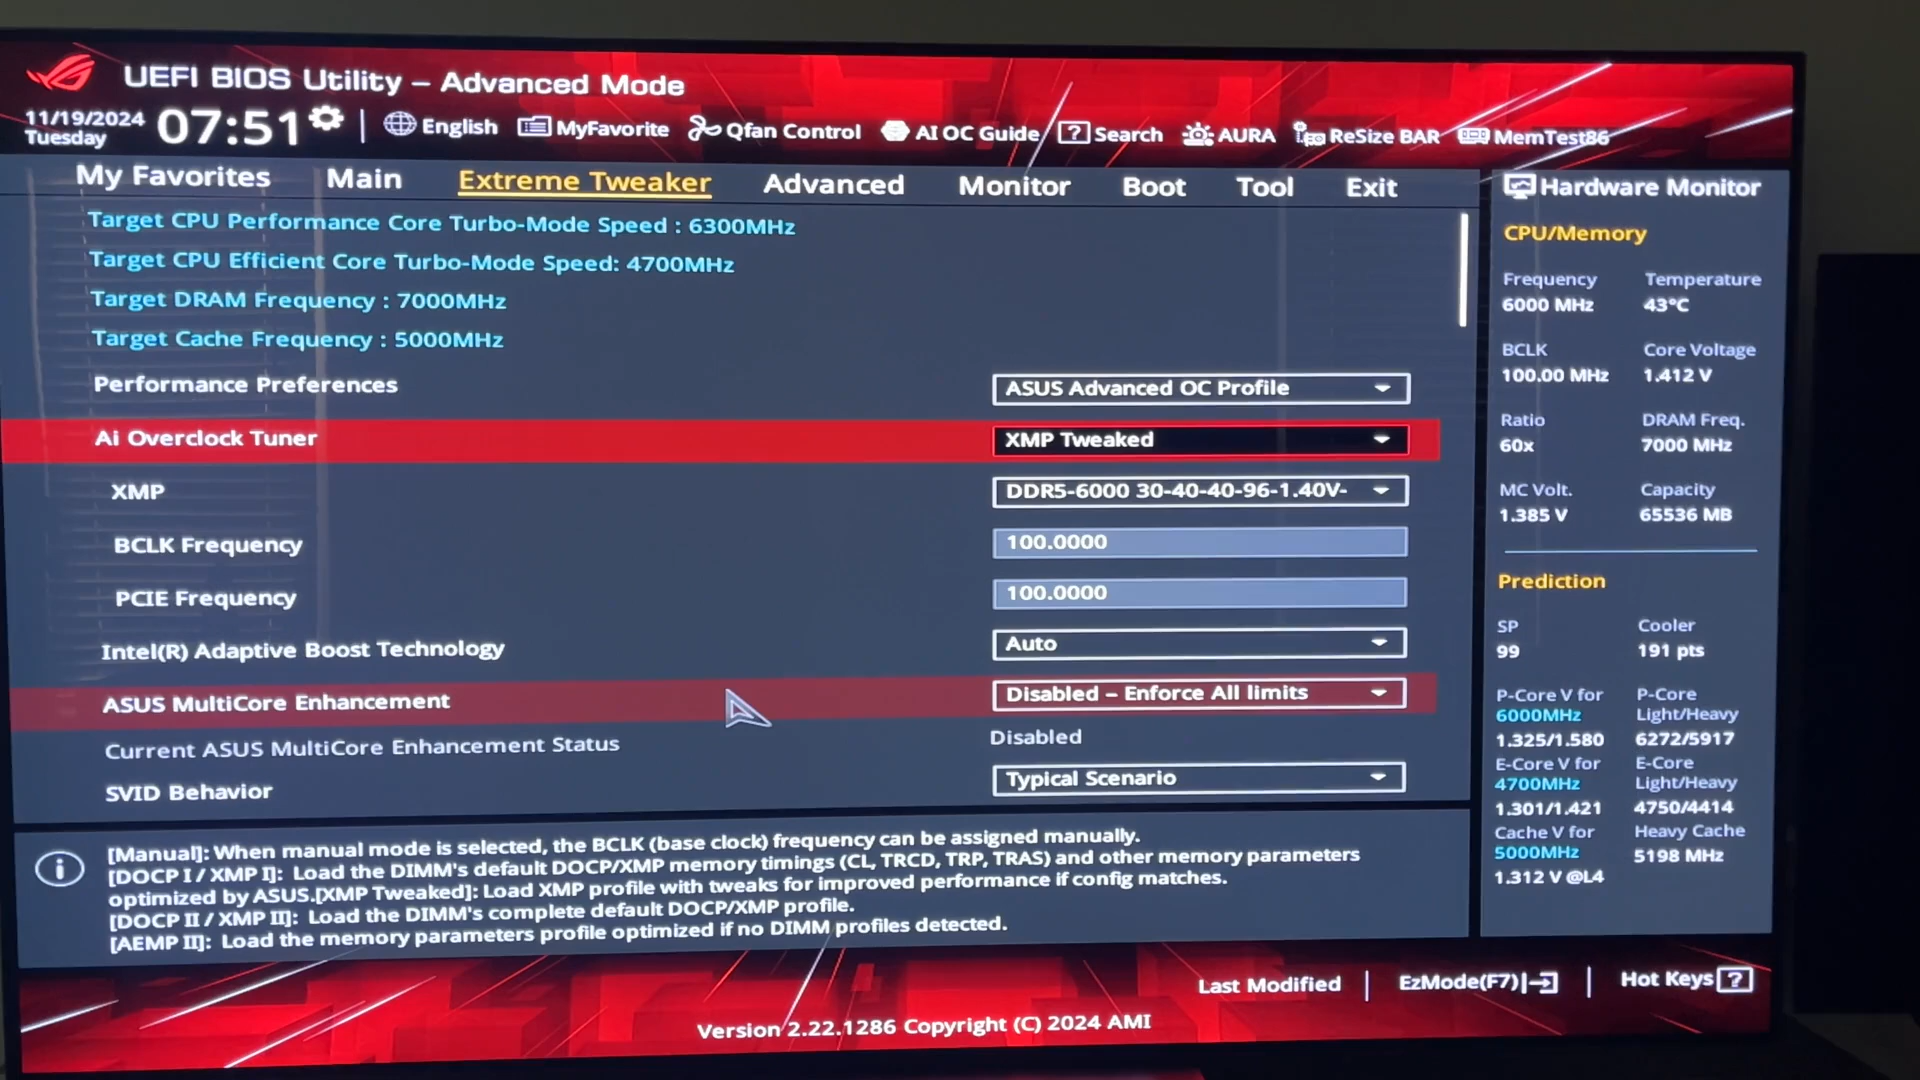 UEFI BIOS Utility – Advanced Mode
11/19/2024
Tuesday
07:51
English
MyFavorite
Qfan Control
AI OC Guide
? Search
AURA
ReSize BAR
MemTest86
My Favorites
Main
Extreme Tweaker
Advanced
Monitor
Boot
Tool
Exit
Target CPU Performance Core Turbo-Mode Speed : 6300MHz
Target CPU Efficient Core Turbo-Mode Speed: 4700MHz
Target DRAM Frequency : 7000MHz
Target Cache Frequency : 5000MHz
Performance Preferences
ASUS Advanced OC Profile
Ai Overclock Tuner
XMP Tweaked
XMP
DDR5-6000 30-40-40-96-1.40V-
BCLK Frequency
100.0000
PCIE Frequency
100.0000
Intel(R) Adaptive Boost Technology
Auto
ASUS MultiCore Enhancement
Disabled – Enforce All limits
Current ASUS MultiCore Enhancement Status
Disabled
SVID Behavior
Typical Scenario
[Manual]: When manual mode is selected, the BCLK (base clock) frequency can be assigned manually.
[DOCP I / XMP I]: Load the DIMM's default DOCP/XMP memory timings (CL, TRCD, TRP, TRAS) and other memory parameters
optimized by ASUS.[XMP Tweaked]: Load XMP profile with tweaks for improved performance if config matches.
[DOCP II / XMP II]: Load the DIMM's complete default DOCP/XMP profile.
[AEMP II]: Load the memory parameters profile optimized if no DIMM profiles detected.
Hardware Monitor
CPU/Memory
Frequency Temperature
6000 MHz 43°C
BCLK Core Voltage
100.00 MHz 1.412 V
Ratio DRAM Freq.
60x 7000 MHz
MC Volt. Capacity
1.385 V 65536 MB
Prediction
SP Cooler
99 191 pts
P-Core V for P-Core
6000MHz Light/Heavy
1.325/1.580 6272/5917
E-Core V for E-Core
4700MHz Light/Heavy
1.301/1.421 4750/4414
Cache V for Heavy Cache
5000MHz 5198 MHz
1.312 V @L4
Last Modified
EzMode(F7)
Hot Keys ?
Version 2.22.1286 Copyright (C) 2024 AMI